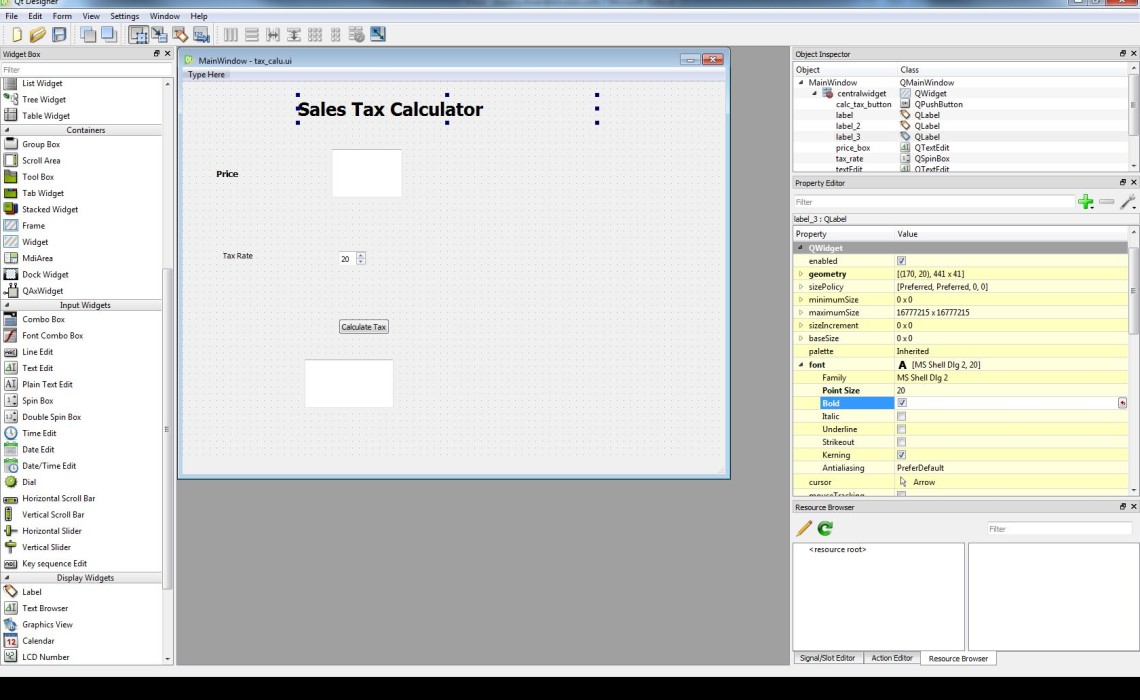 Qt Designer
File Edit Form View Settings Window Help
Widget Box
Filter
List Widget
Tree Widget
Table Widget
Containers
Group Box
Scroll Area
Tool Box
Tab Widget
Stacked Widget
Frame
Widget
MdiArea
Dock Widget
QAxWidget
Input Widgets
Combo Box
Font Combo Box
Line Edit
Text Edit
Plain Text Edit
Spin Box
Double Spin Box
Time Edit
Date Edit
Date/Time Edit
Dial
Horizontal Scroll Bar
Vertical Scroll Bar
Horizontal Slider
Vertical Slider
Key sequence Edit
Display Widgets
Label
Text Browser
Graphics View
Calendar
LCD Number
MainWindow - tax_calu.ui
Type Here
Sales Tax Calculator
Price
Tax Rate 20
Calculate Tax
Object Inspector
Object Class
MainWindow QMainWindow
centralwidget QWidget
calc_tax_button QPushButton
label QLabel
label_2 QLabel
label_3 QLabel
price_box QTextEdit
tax_rate QSpinBox
textEdit QTextEdit
Property Editor
Filter
label_3 : QLabel
Property Value
QWidget
enabled
geometry [(170, 20), 441 x 41]
sizePolicy [Preferred, Preferred, 0, 0]
minimumSize 0 x 0
maximumSize 16777215 x 16777215
sizeIncrement 0 x 0
baseSize 0 x 0
palette Inherited
font A [MS Shell Dlg 2, 20]
Family MS Shell Dlg 2
Point Size 20
Bold
Italic
Underline
Strikeout
Kerning
Antialiasing PreferDefault
cursor Arrow
mouseTracking
Resource Browser
Filter
<resource root>
Signal/Slot Editor Action Editor Resource Browser